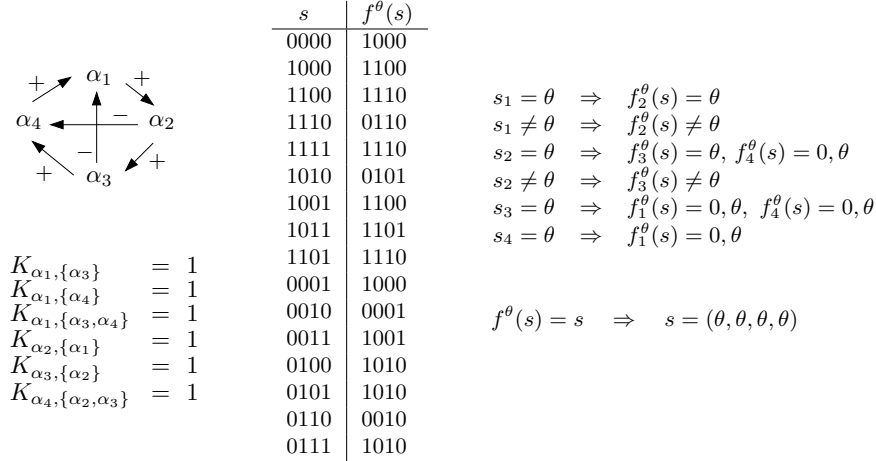 s f^θ(s)
0000 1000
1000 1100
1100 1110
1110 0110
1111 1110
1010 0101
1001 1100
1011 1101
1101 1110
0001 1000
0010 0001
0011 1001
0100 1010
0101 1010
0110 0010
0111 1010
+ α₁ +
α₄ − α₂
− 
+ α₃ +
K_{α₁,{α₃}} = 1
K_{α₁,{α₄}} = 1
K_{α₁,{α₃,α₄}} = 1
K_{α₂,{α₁}} = 1
K_{α₃,{α₂}} = 1
K_{α₄,{α₂,α₃}} = 1
s₁ = θ ⇒ f₂^θ(s) = θ
s₁ ≠ θ ⇒ f₂^θ(s) ≠ θ
s₂ = θ ⇒ f₃^θ(s) = θ, f₄^θ(s) = 0, θ
s₂ ≠ θ ⇒ f₃^θ(s) ≠ θ
s₃ = θ ⇒ f₁^θ(s) = 0, θ, f₄^θ(s) = 0, θ
s₄ = θ ⇒ f₁^θ(s) = 0, θ
f^θ(s) = s ⇒ s = (θ, θ, θ, θ)